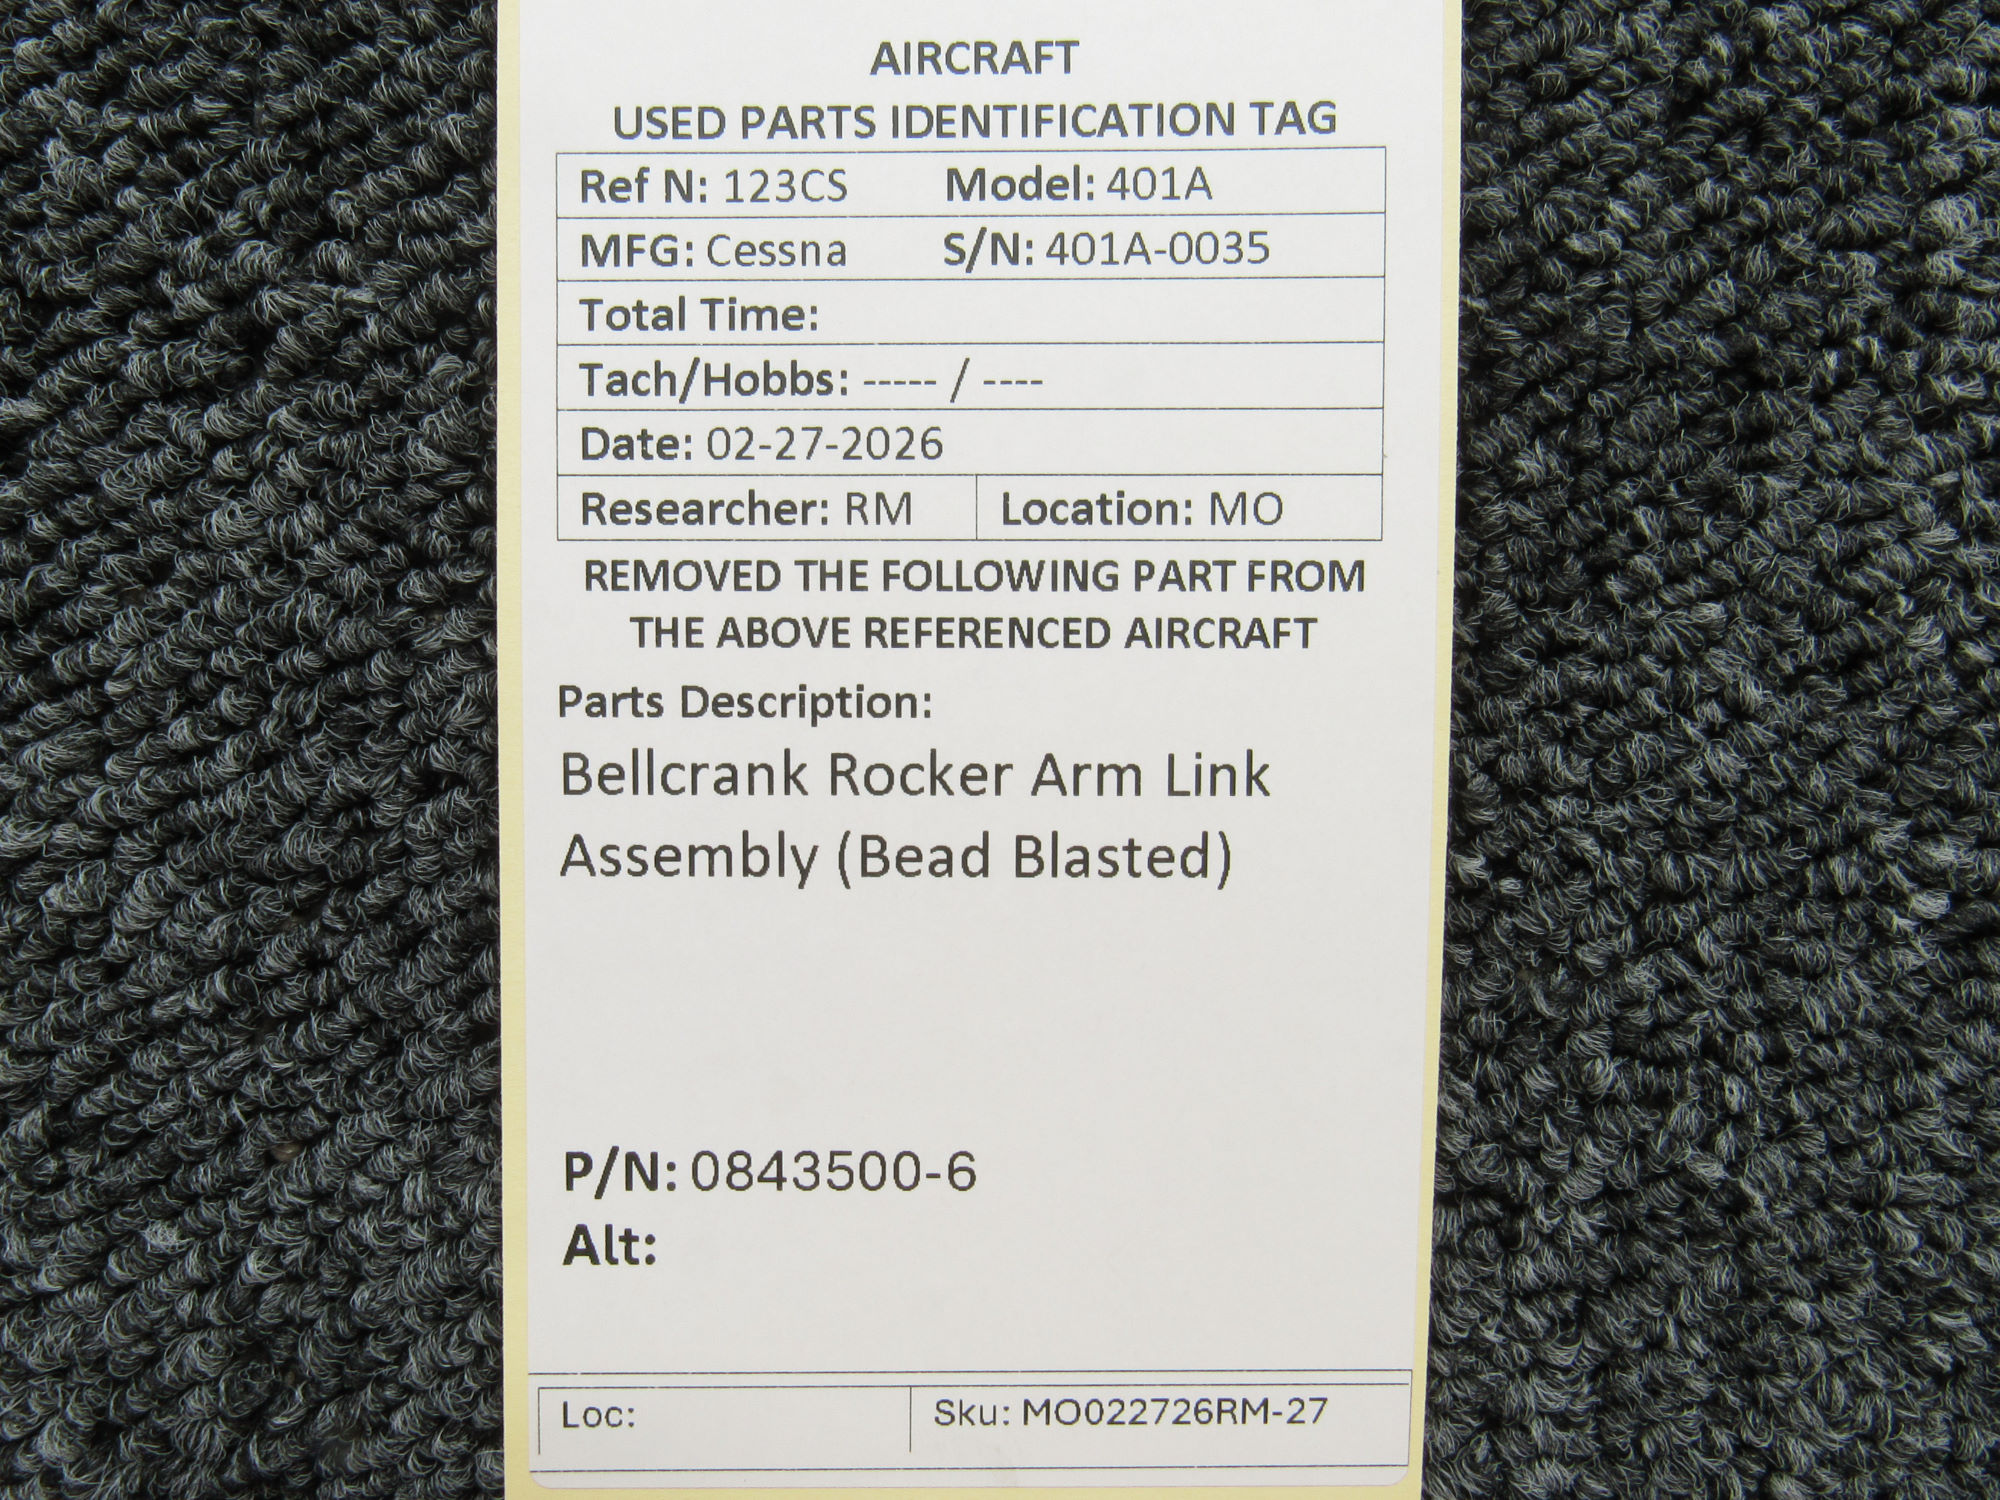 AIRCRAFT
USED PARTS IDENTIFICATION TAG
Ref N: 123CS Model: 401A
MFG: Cessna S/N: 401A-0035
Total Time:
Tach/Hobbs: ----- / ----
Date: 02-27-2026
Researcher: RM Location: MO
REMOVED THE FOLLOWING PART FROM
THE ABOVE REFERENCED AIRCRAFT
Parts Description:
Bellcrank Rocker Arm Link
Assembly (Bead Blasted)
P/N: 0843500-6
Alt:
Loc: Sku: MO022726RM-27